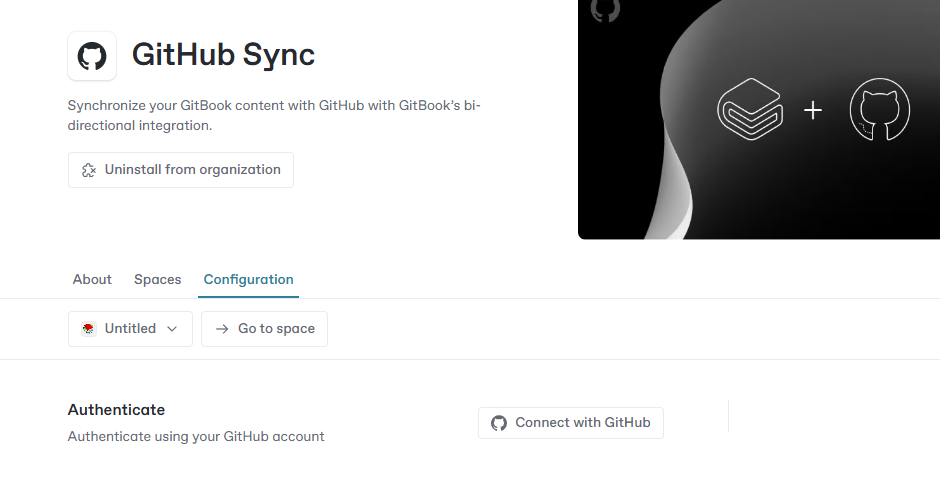 GitHub Sync
Synchronize your GitBook content with GitHub with GitBook's bi-
directional integration.
Uninstall from organization
About Spaces Configuration
Untitled Go to space
Authenticate
Connect with GitHub
Authenticate using your GitHub account